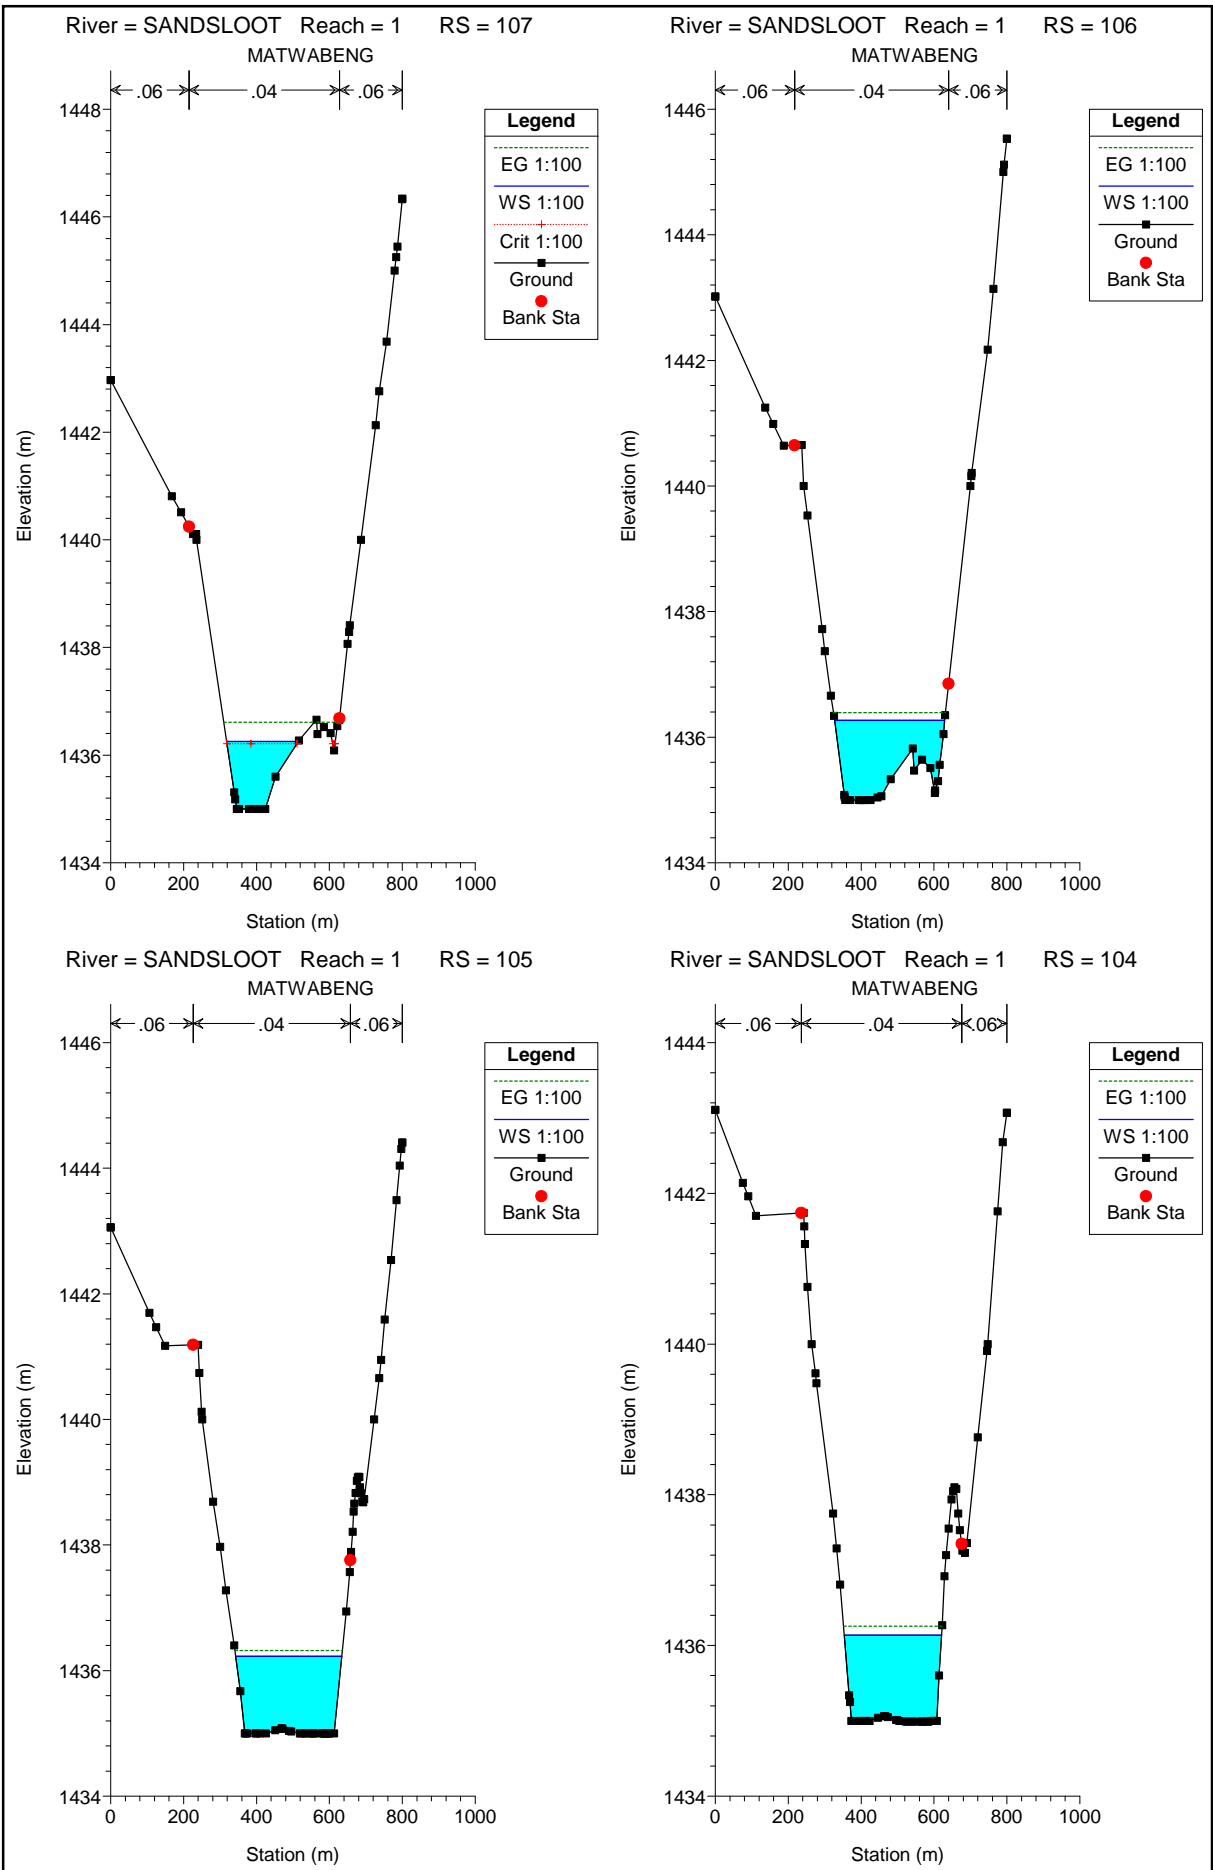 River = SANDSLOOT Reach = 1 RS = 107
MATWABENG
.06 .04 .06
Legend
EG 1:100
WS 1:100
Crit 1:100
Ground
Bank Sta
1448
1446
1444
1442
1440
1438
1436
1434
Elevation (m)
0 200 400 600 800 1000
Station (m)
River = SANDSLOOT Reach = 1 RS = 106
MATWABENG
.06 .04 .06
Legend
EG 1:100
WS 1:100
Ground
Bank Sta
1446
1444
1442
1440
1438
1436
1434
Elevation (m)
0 200 400 600 800 1000
Station (m)
River = SANDSLOOT Reach = 1 RS = 105
MATWABENG
.06 .04 .06
Legend
EG 1:100
WS 1:100
Ground
Bank Sta
1446
1444
1442
1440
1438
1436
1434
Elevation (m)
0 200 400 600 800 1000
Station (m)
River = SANDSLOOT Reach = 1 RS = 104
MATWABENG
.06 .04 .06
Legend
EG 1:100
WS 1:100
Ground
Bank Sta
1444
1442
1440
1438
1436
1434
Elevation (m)
0 200 400 600 800 1000
Station (m)